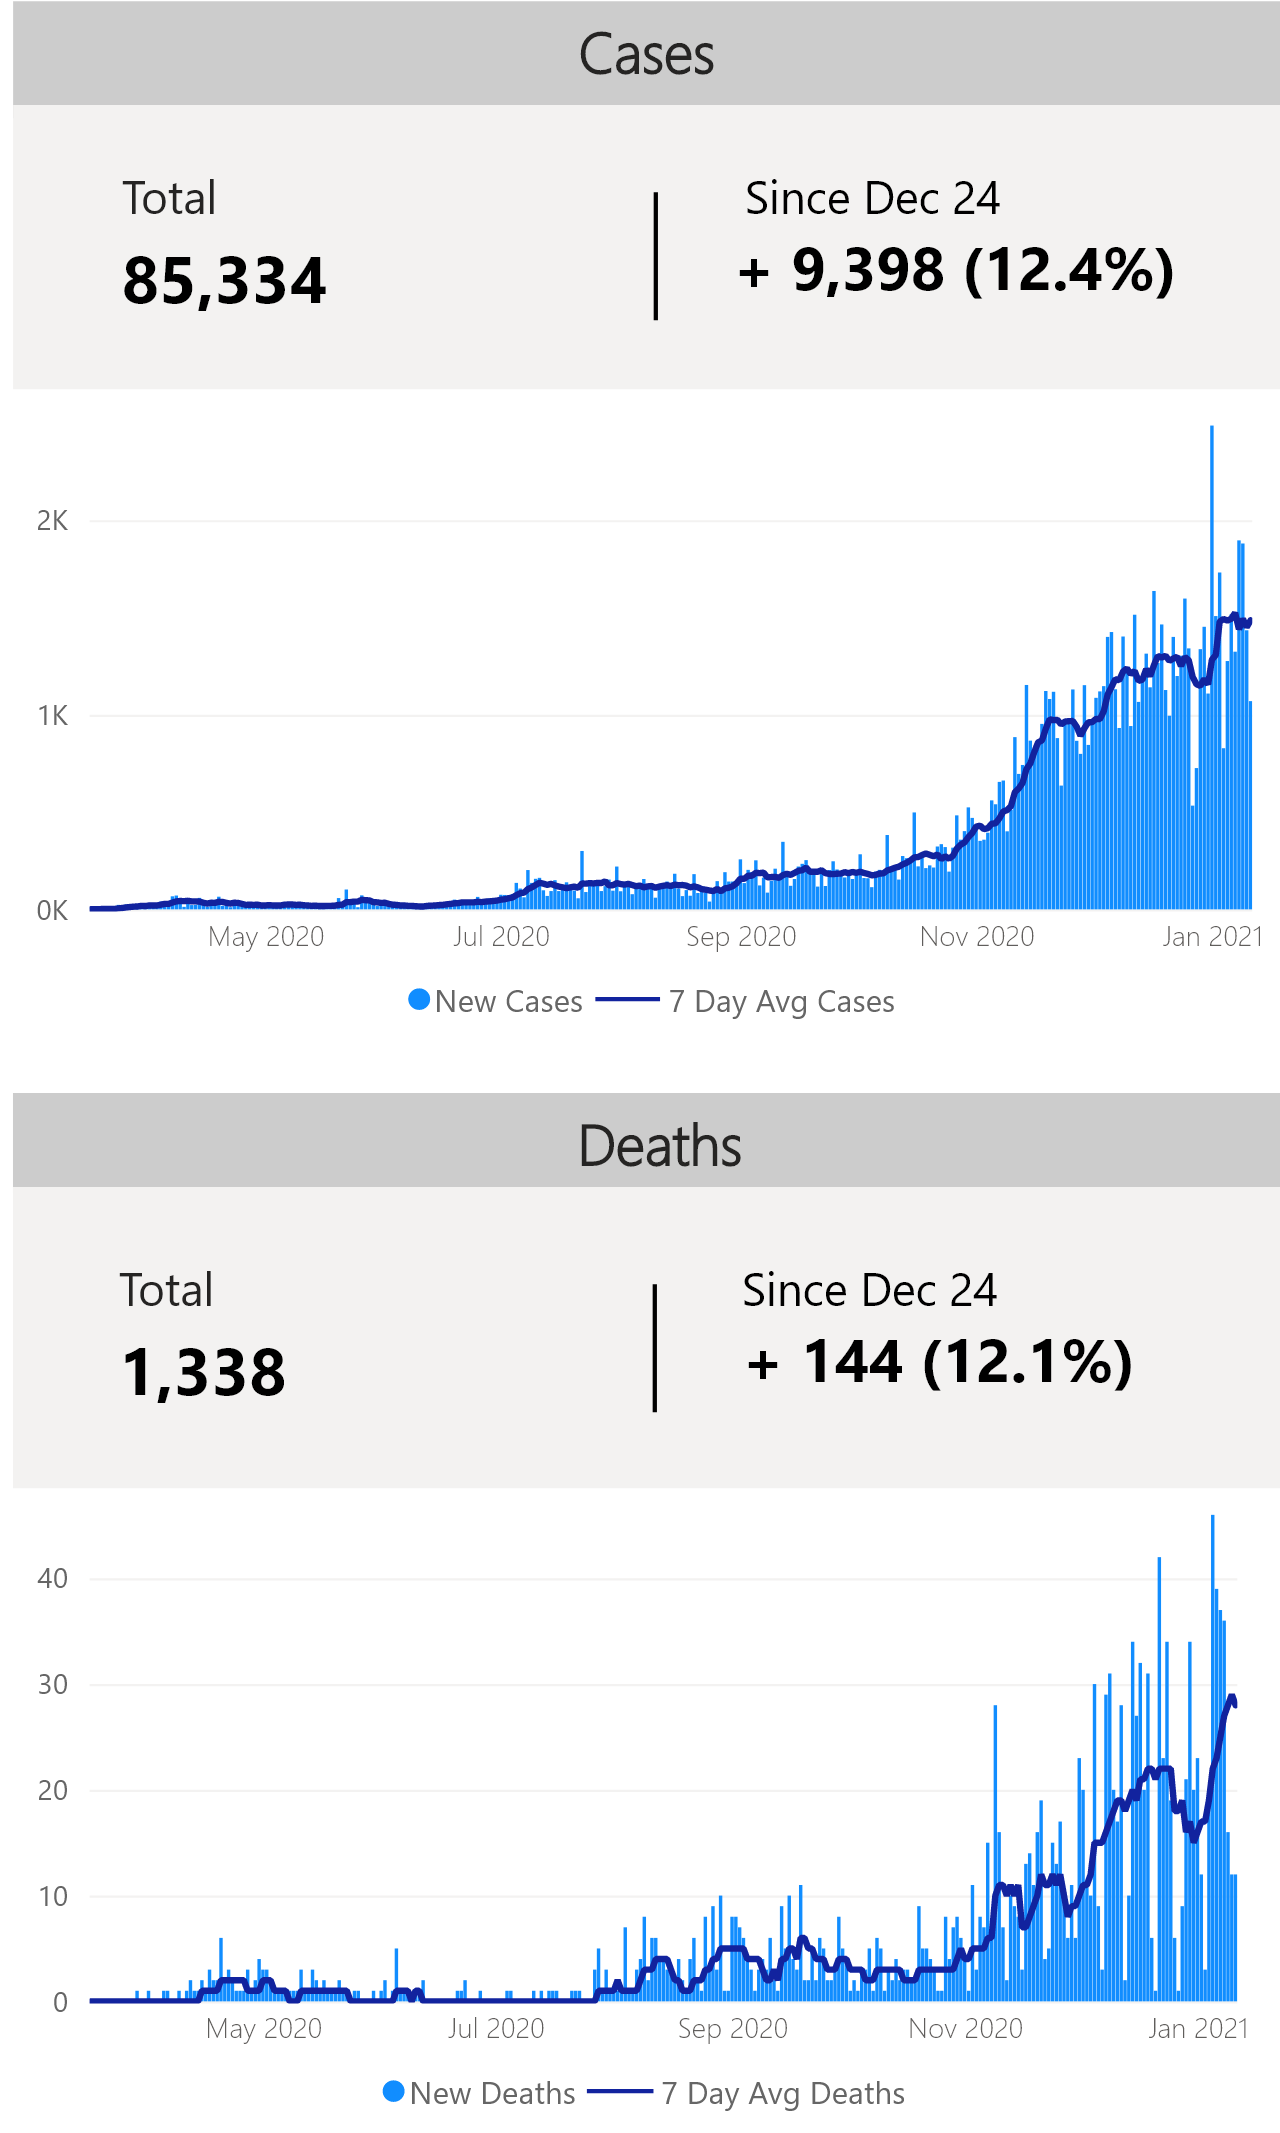 Cases
Total
Since Dec 24
85,334
+ 9,398 (12.4%)
2K
1K
0K
May 2020
Jul 2020
Sep 2020
Nov 2020
Jan 2021
New Cases
7 Day Avg Cases
Deaths
Total
Since Dec 24
1,338
+ 144 (12.1%)
40
30
20
10
0
May 2020
Jul 2020
Sep 2020
Nov 2020
Jan 2021
New Deaths
7 Day Avg Deaths